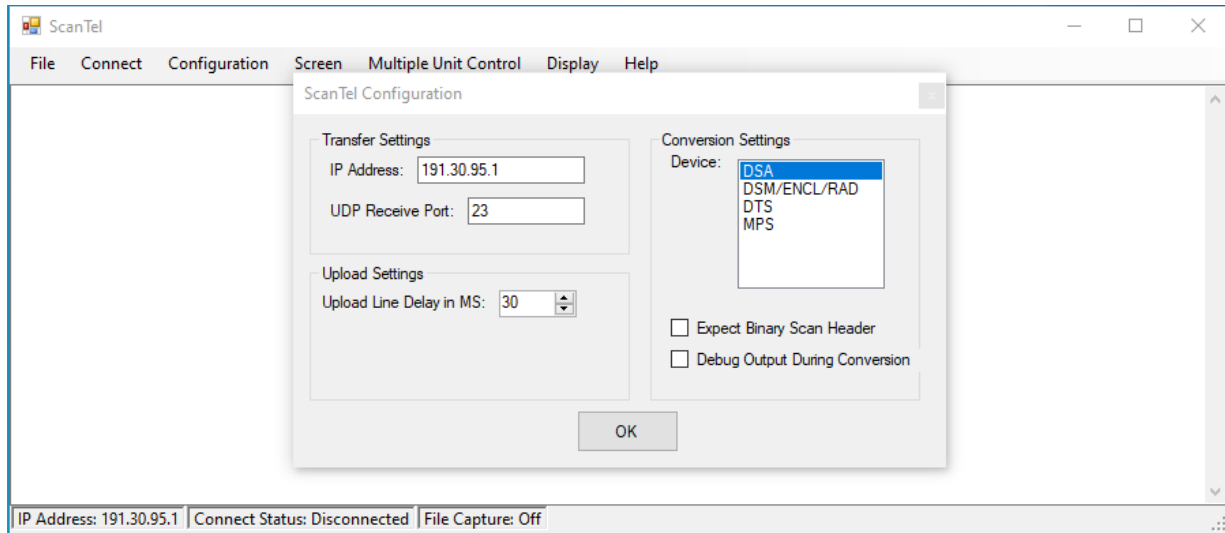 ScanTel
File Connect Configuration Screen Multiple Unit Control Display Help
ScanTel Configuration
Transfer Settings
IP Address: 191.30.95.1
UDP Receive Port: 23
Upload Settings
Upload Line Delay in MS: 30
Conversion Settings
Device:
DSA
DSM/ENCL/RAD
DTS
MPS
Expect Binary Scan Header
Debug Output During Conversion
OK
IP Address: 191.30.95.1 Connect Status: Disconnected File Capture: Off